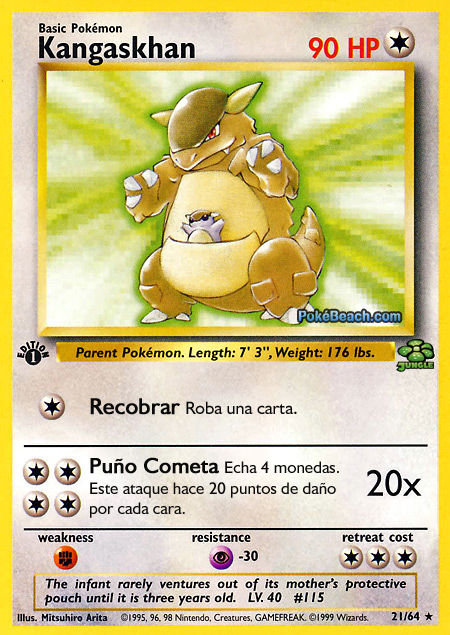 Basic Pokémon
Kangaskhan 90 HP
PokéBeach.com
EDITION
1
Parent Pokémon. Length: 7' 3", Weight: 176 lbs.
JUNGLE
Recobrar Roba una carta.
Puño Cometa Echa 4 monedas.
Este ataque hace 20 puntos de daño
por cada cara.
20x
weakness resistance retreat cost
-30
The infant rarely ventures out of its mother's protective
pouch until it is three years old. LV. 40 #115
Illus. Mitsuhiro Arita ©1995, 96, 98 Nintendo, Creatures, GAMEFREAK. ©1999 Wizards. 21/64 ★